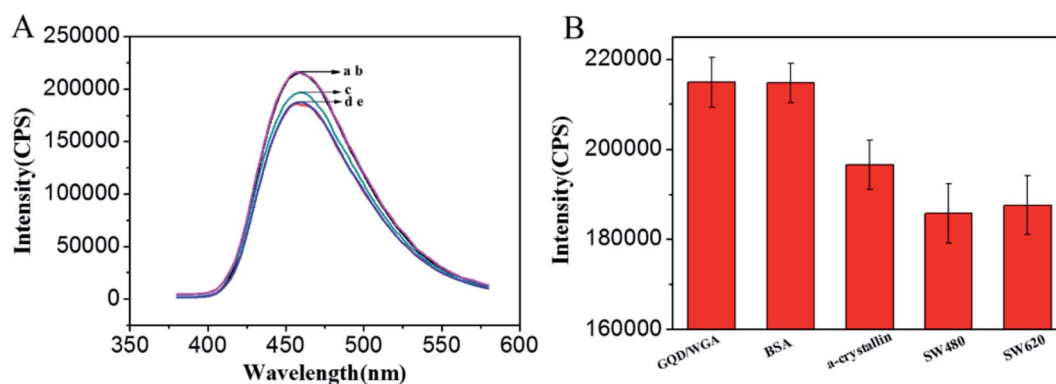 A
Intensity(CPS)
250000
200000
150000
100000
50000
0
a b
c
d e
350 400 450 500 550 600
Wavelength(nm)
B
Intensity(CPS)
220000
200000
180000
160000
GQD/WGA BSA a-crystallin SW480 SW620